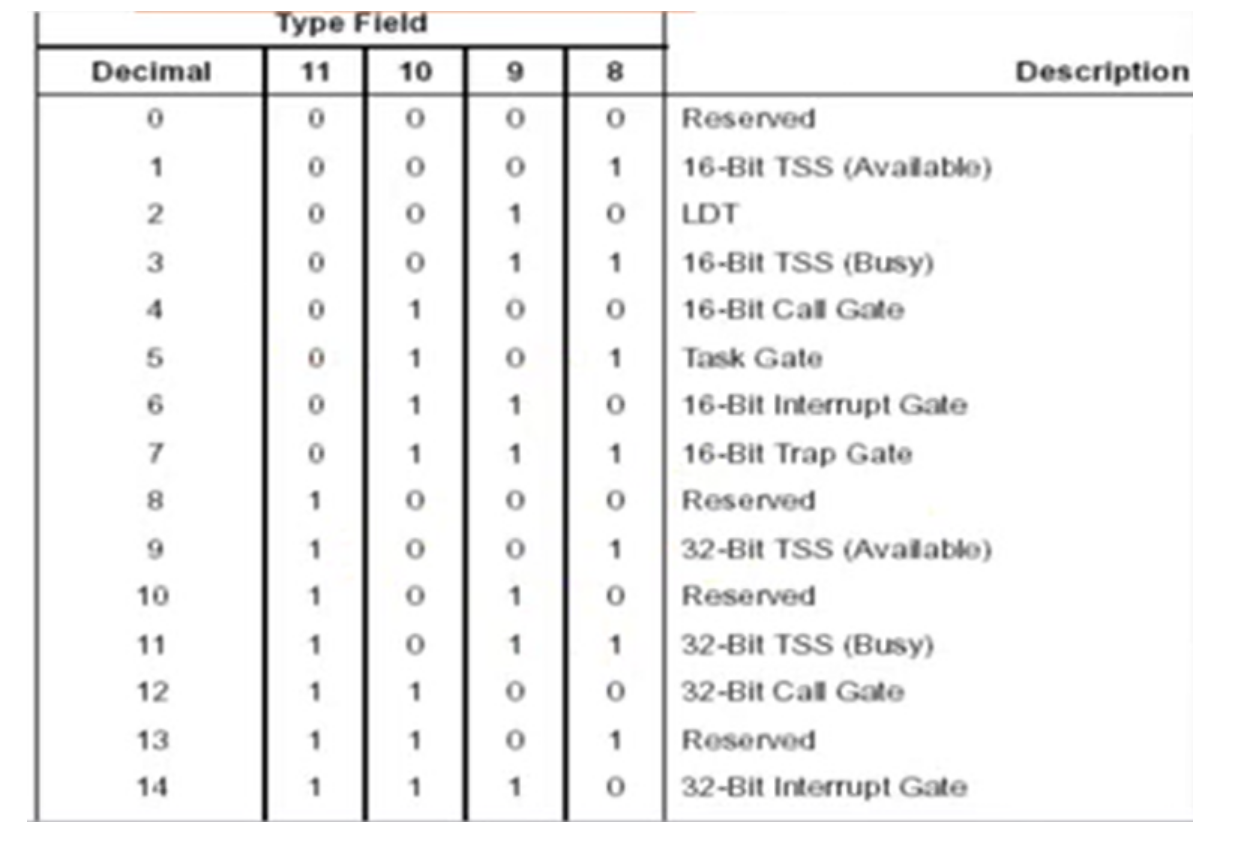 Type Field
Decimal 11 10 9 8 Description
0 0 0 0 0 Reserved
1 0 0 0 1 16-Bit TSS (Available)
2 0 0 1 0 LDT
3 0 0 1 1 16-Bit TSS (Busy)
4 0 1 0 0 16-Bit Call Gate
5 0 1 0 1 Task Gate
6 0 1 1 0 16-Bit Interrupt Gate
7 0 1 1 1 16-Bit Trap Gate
8 1 0 0 0 Reserved
9 1 0 0 1 32-Bit TSS (Available)
10 1 0 1 0 Reserved
11 1 0 1 1 32-Bit TSS (Busy)
12 1 1 0 0 32-Bit Call Gate
13 1 1 0 1 Reserved
14 1 1 1 0 32-Bit Interrupt Gate